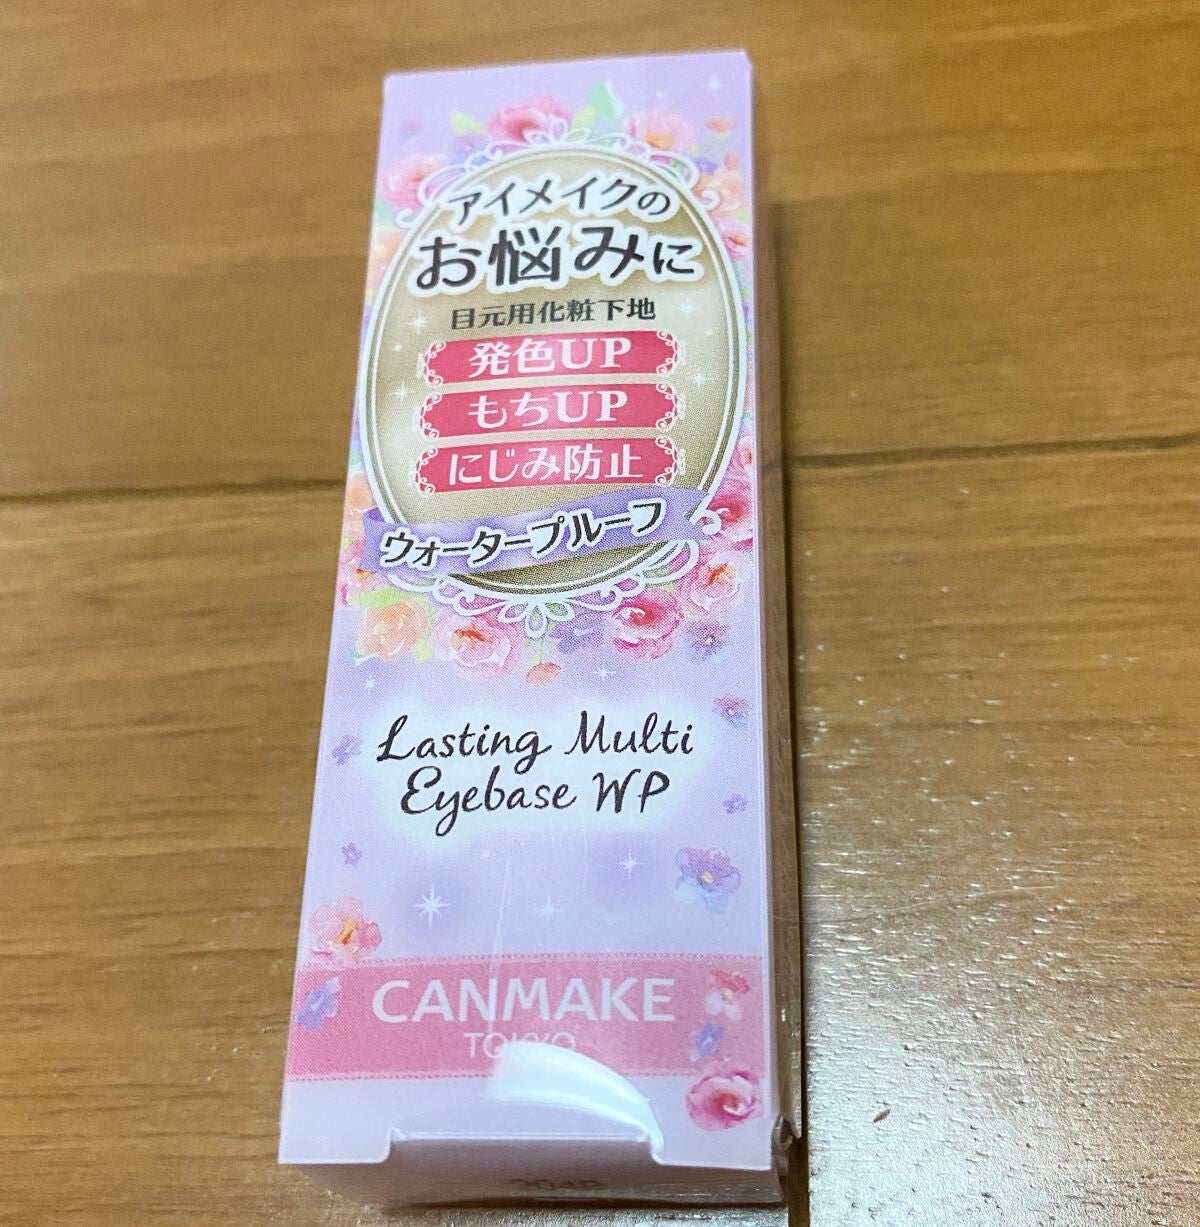 アイメイクの
お悩みに
目元用化粧下地
発色UP
もちUP
にじみ防止
ウォータープルーフ
Lasting Multi
Eyebase WP
CANMAKE
TOKYO